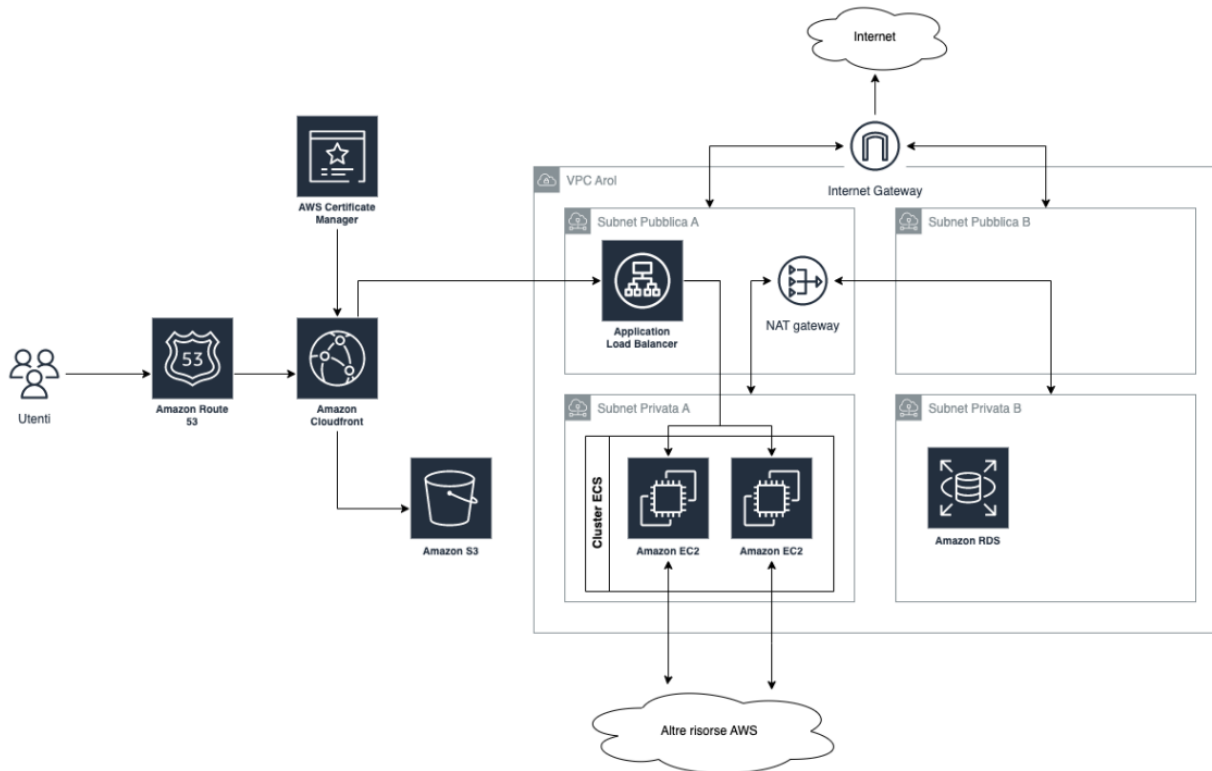 Internet
Internet Gateway
AWS Certificate
Manager
VPC Arol
Subnet Pubblica A
Subnet Pubblica B
Application
Load Balancer
NAT gateway
Utenti
53
Amazon Route
53
Amazon
Cloudfront
Subnet Privata A
Subnet Privata B
Cluster ECS
Amazon S3
Amazon EC2
Amazon EC2
Amazon RDS
Altre risorse AWS